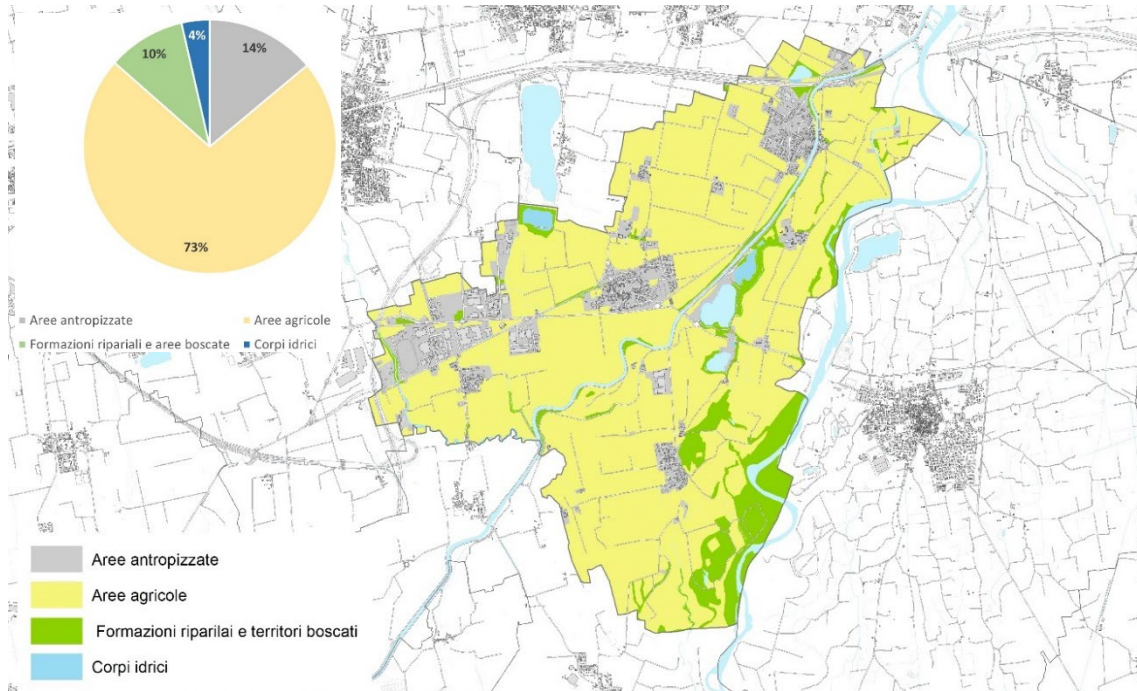 4%
10%
14%
73%
Aree antropizzate
Aree agricole
Formazioni ripariali e aree boscate
Corpi idrici
Aree antropizzate
Aree agricole
Formazioni riparilai e territori boscati
Corpi idrici